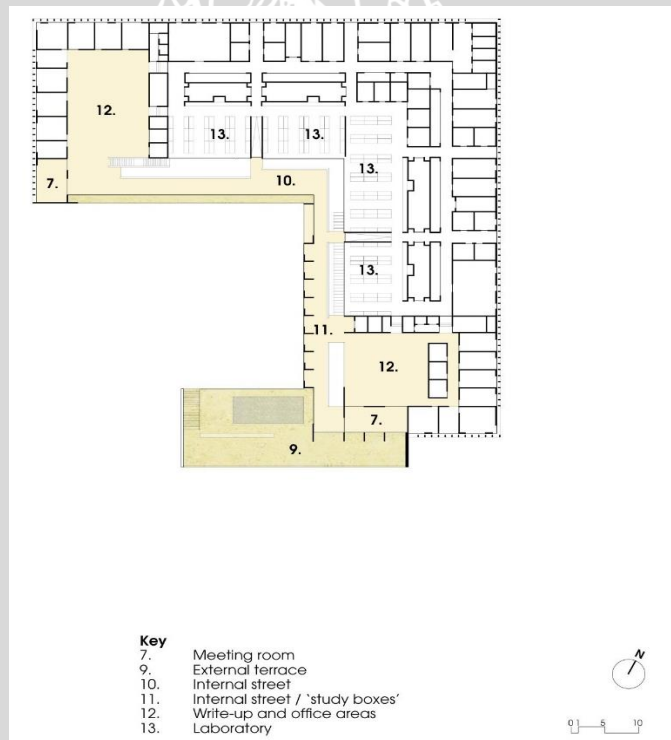 12.
13.
13.
10.
13.
7.
13.
11.
12.
7.
9.
Key
7. Meeting room
9. External terrace
10. Internal street
11. Internal street / ‘study boxes’
12. Write-up and office areas
13. Laboratory
N
0 1 5 10